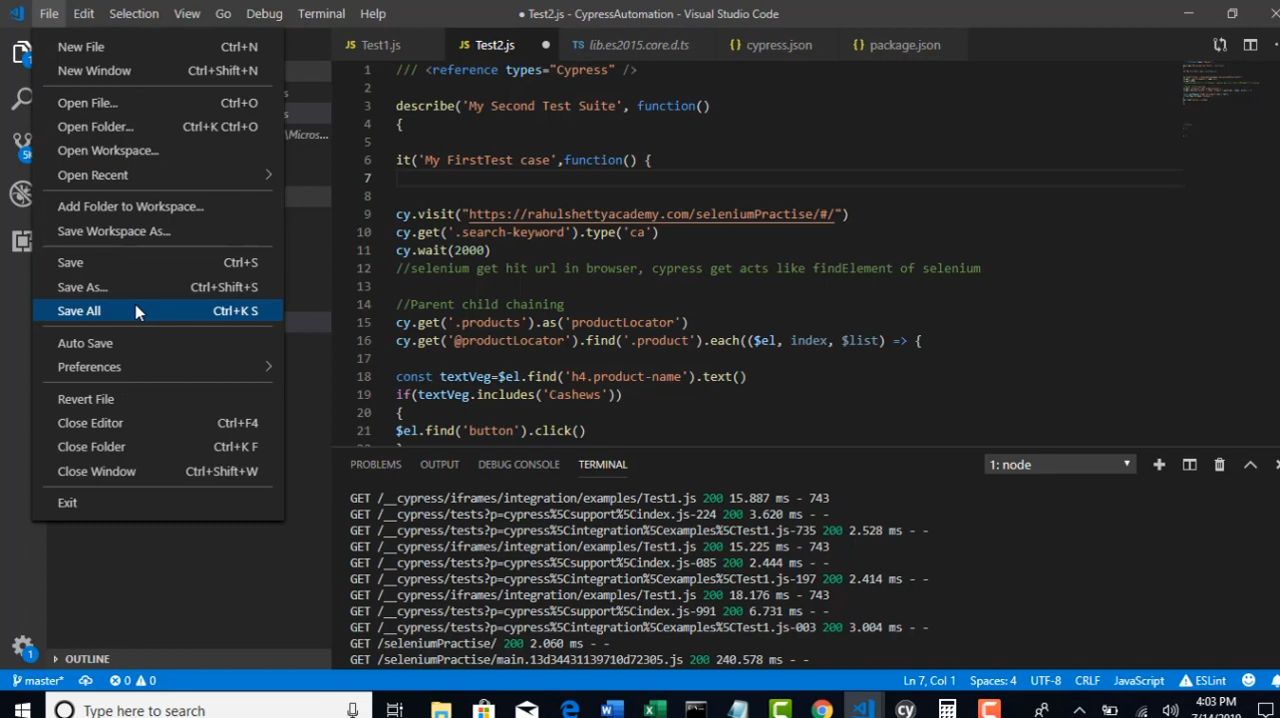 File Edit Selection View Go Debug Terminal Help
● Test2.js - CypressAutomation - Visual Studio Code
New File Ctrl+N
New Window Ctrl+Shift+N
Open File... Ctrl+O
Open Folder... Ctrl+K Ctrl+O
Open Workspace...
Open Recent
Add Folder to Workspace...
Save Workspace As...
Save Ctrl+S
Save As... Ctrl+Shift+S
Save All Ctrl+K S
Auto Save
Preferences
Revert File
Close Editor Ctrl+F4
Close Folder Ctrl+K F
Close Window Ctrl+Shift+W
Exit
\Micros...
OUTLINE
JS Test1.js JS Test2.js TS lib.es2015.core.d.ts {} cypress.json {} package.json
1 /// <reference types="Cypress" />
2
3 describe('My Second Test Suite', function()
4 {
5
6 it('My FirstTest case',function() {
7
8
9 cy.visit("https://rahulshettyacademy.com/seleniumPractise/#/")
10 cy.get('.search-keyword').type('ca')
11 cy.wait(2000)
12 //selenium get hit url in browser, cypress get acts like findElement of selenium
13
14 //Parent child chaining
15 cy.get('.products').as('productLocator')
16 cy.get('@productLocator').find('.product').each(($el, index, $list) => {
17
18 const textVeg=$el.find('h4.product-name').text()
19 if(textVeg.includes('Cashews'))
20 {
21 $el.find('button').click()
PROBLEMS OUTPUT DEBUG CONSOLE TERMINAL 1: node
GET /__cypress/iframes/integration/examples/Test1.js 200 15.887 ms - 743
GET /__cypress/tests?p=cypress%5Csupport%5Cindex.js-224 200 3.620 ms - -
GET /__cypress/tests?p=cypress%5Cintegration%5Cexamples%5CTest1.js-735 200 2.528 ms - -
GET /__cypress/iframes/integration/examples/Test1.js 200 15.225 ms - 743
GET /__cypress/tests?p=cypress%5Csupport%5Cindex.js-085 200 2.444 ms - -
GET /__cypress/tests?p=cypress%5Cintegration%5Cexamples%5CTest1.js-197 200 2.414 ms - -
GET /__cypress/iframes/integration/examples/Test1.js 200 18.176 ms - 743
GET /__cypress/tests?p=cypress%5Csupport%5Cindex.js-991 200 6.731 ms - -
GET /__cypress/tests?p=cypress%5Cintegration%5Cexamples%5CTest1.js-003 200 3.004 ms - -
GET /seleniumPractise/ 200 2.060 ms - -
GET /seleniumPractise/main.13d34431139710d72305.js 200 240.578 ms - -
master* 0 0 Ln 7, Col 1 Spaces: 4 UTF-8 CRLF JavaScript ESLint
Type here to search
cy
4:03 PM